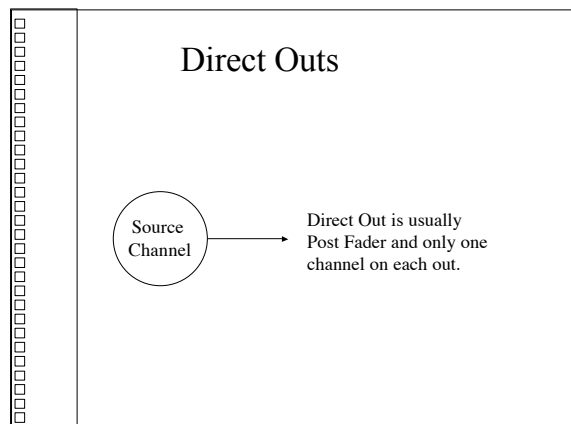 Direct Outs
Source
Channel
Direct Out is usually
Post Fader and only one
channel on each out.